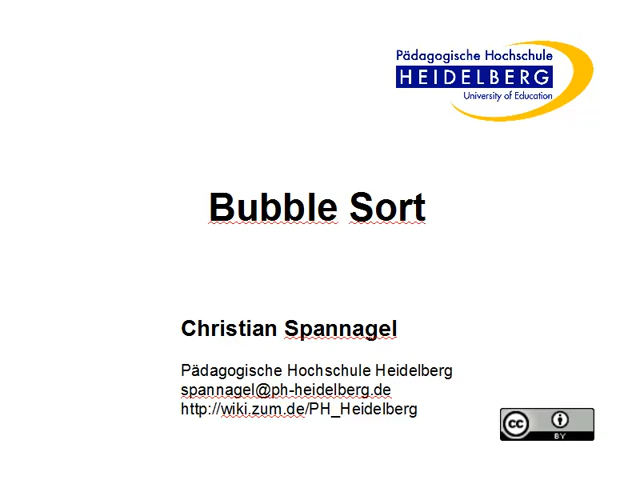 Pädagogische Hochschule
HEIDELBERG
University of Education
Bubble Sort
Christian Spannagel
Pädagogische Hochschule Heidelberg
spannagel@ph-heidelberg.de
http://wiki.zum.de/PH_Heidelberg
cc
BY